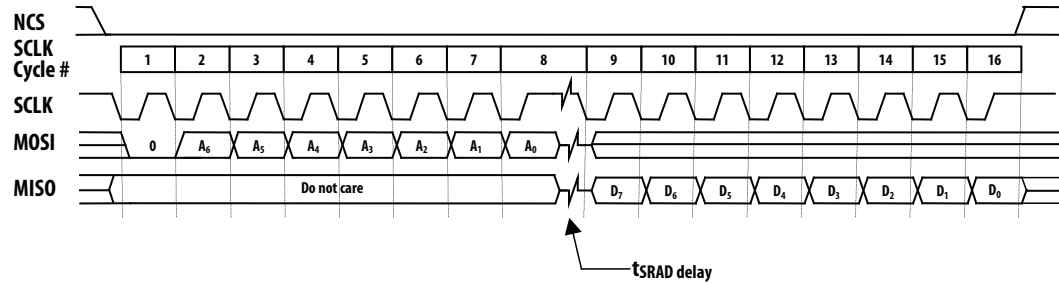 NCS
SCLK
Cycle #
1 2 3 4 5 6 7 8 9 10 11 12 13 14 15 16
SCLK
MOSI
0 A6 A5 A4 A3 A2 A1 A0
MISO
Do not care
D7 D6 D5 D4 D3 D2 D1 D0
tSRAD delay